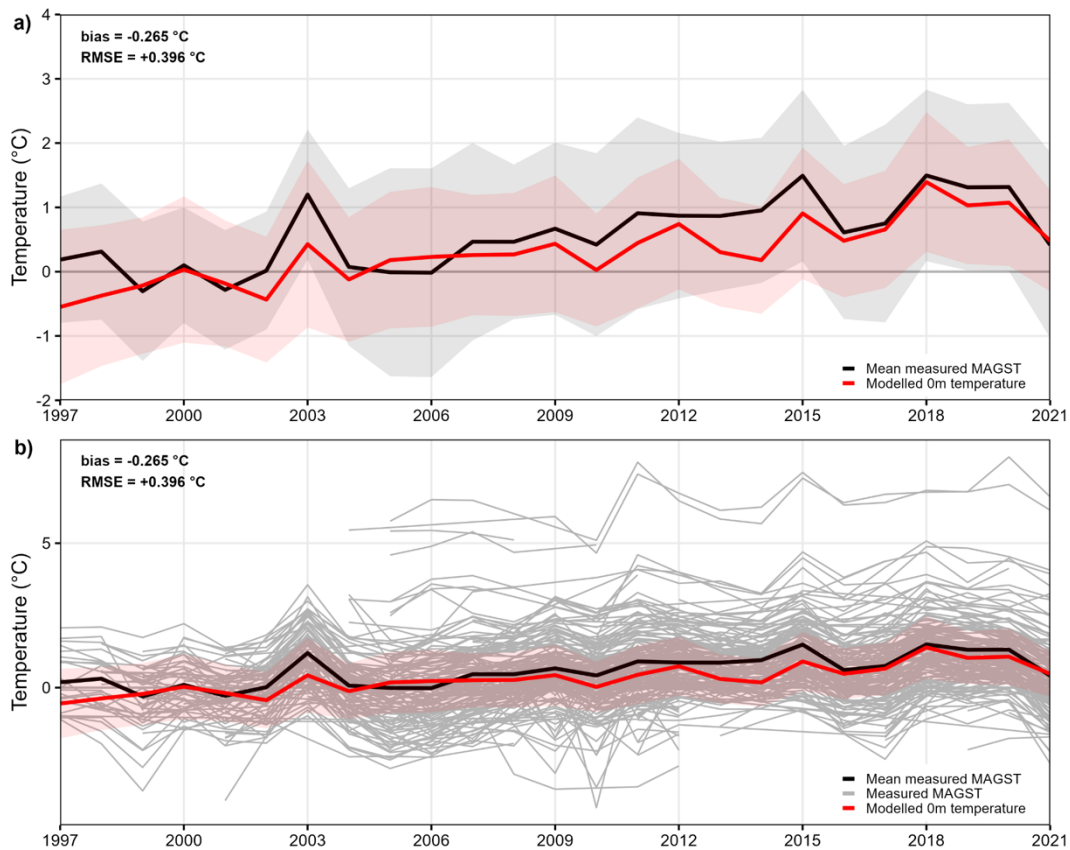 a)
bias = -0.265 °C
RMSE = +0.396 °C
Temperature (°C)
4
3
2
1
0
-1
-2
Mean measured MAGST
Modelled 0m temperature
1997 2000 2003 2006 2009 2012 2015 2018 2021
b)
bias = -0.265 °C
RMSE = +0.396 °C
Temperature (°C)
5
0
Mean measured MAGST
Measured MAGST
Modelled 0m temperature
1997 2000 2003 2006 2009 2012 2015 2018 2021